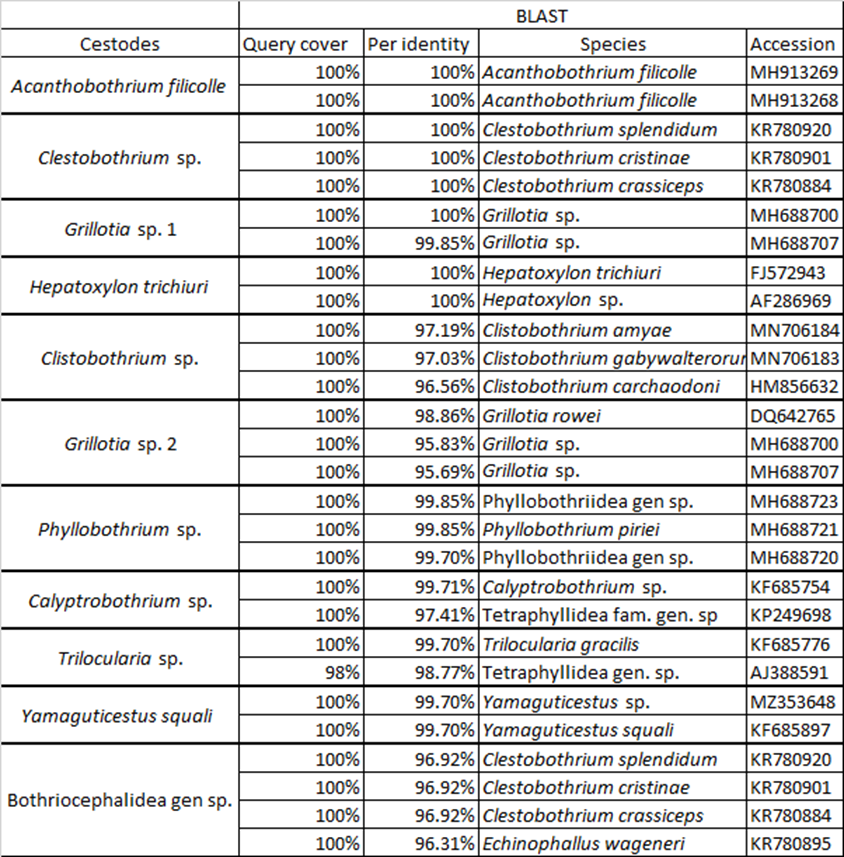 BLAST
Cestodes Query cover Per identity Species Accession
Acanthobothrium filicolle 100% 100% Acanthobothrium filicolle MH913269
100% 100% Acanthobothrium filicolle MH913268
Clestobothrium sp. 100% 100% Clestobothrium splendidum KR780920
100% 100% Clestobothrium cristinae KR780901
100% 100% Clestobothrium crassiceps KR780884
Grillotia sp. 1 100% 100% Grillotia sp. MH688700
100% 99.85% Grillotia sp. MH688707
Hepatoxylon trichiuri 100% 100% Hepatoxylon trichiuri FJ572943
100% 100% Hepatoxylon sp. AF286969
Clistobothrium sp. 100% 97.19% Clistobothrium amyae MN706184
100% 97.03% Clistobothrium gabywalterorur MN706183
100% 96.56% Clistobothrium carchaodoni HM856632
Grillotia sp. 2 100% 98.86% Grillotia rowei DQ642765
100% 95.83% Grillotia sp. MH688700
100% 95.69% Grillotia sp. MH688707
Phyllobothrium sp. 100% 99.85% Phyllobothriidea gen sp. MH688723
100% 99.85% Phyllobothrium piriei MH688721
100% 99.70% Phyllobothriidea gen sp. MH688720
Calyptrobothrium sp. 100% 99.71% Calyptrobothrium sp. KF685754
100% 97.41% Tetraphyllidea fam. gen. sp KP249698
Trilocularia sp. 100% 99.70% Trilocularia gracilis KF685776
98% 98.77% Tetraphyllidea gen. sp. AJ388591
Yamaguticestus squali 100% 99.70% Yamaguticestus sp. MZ353648
100% 99.70% Yamaguticestus squali KF685897
Bothriocephalidea gen sp. 100% 96.92% Clestobothrium splendidum KR780920
100% 96.92% Clestobothrium cristinae KR780901
100% 96.92% Clestobothrium crassiceps KR780884
100% 96.31% Echinophallus wageneri KR780895